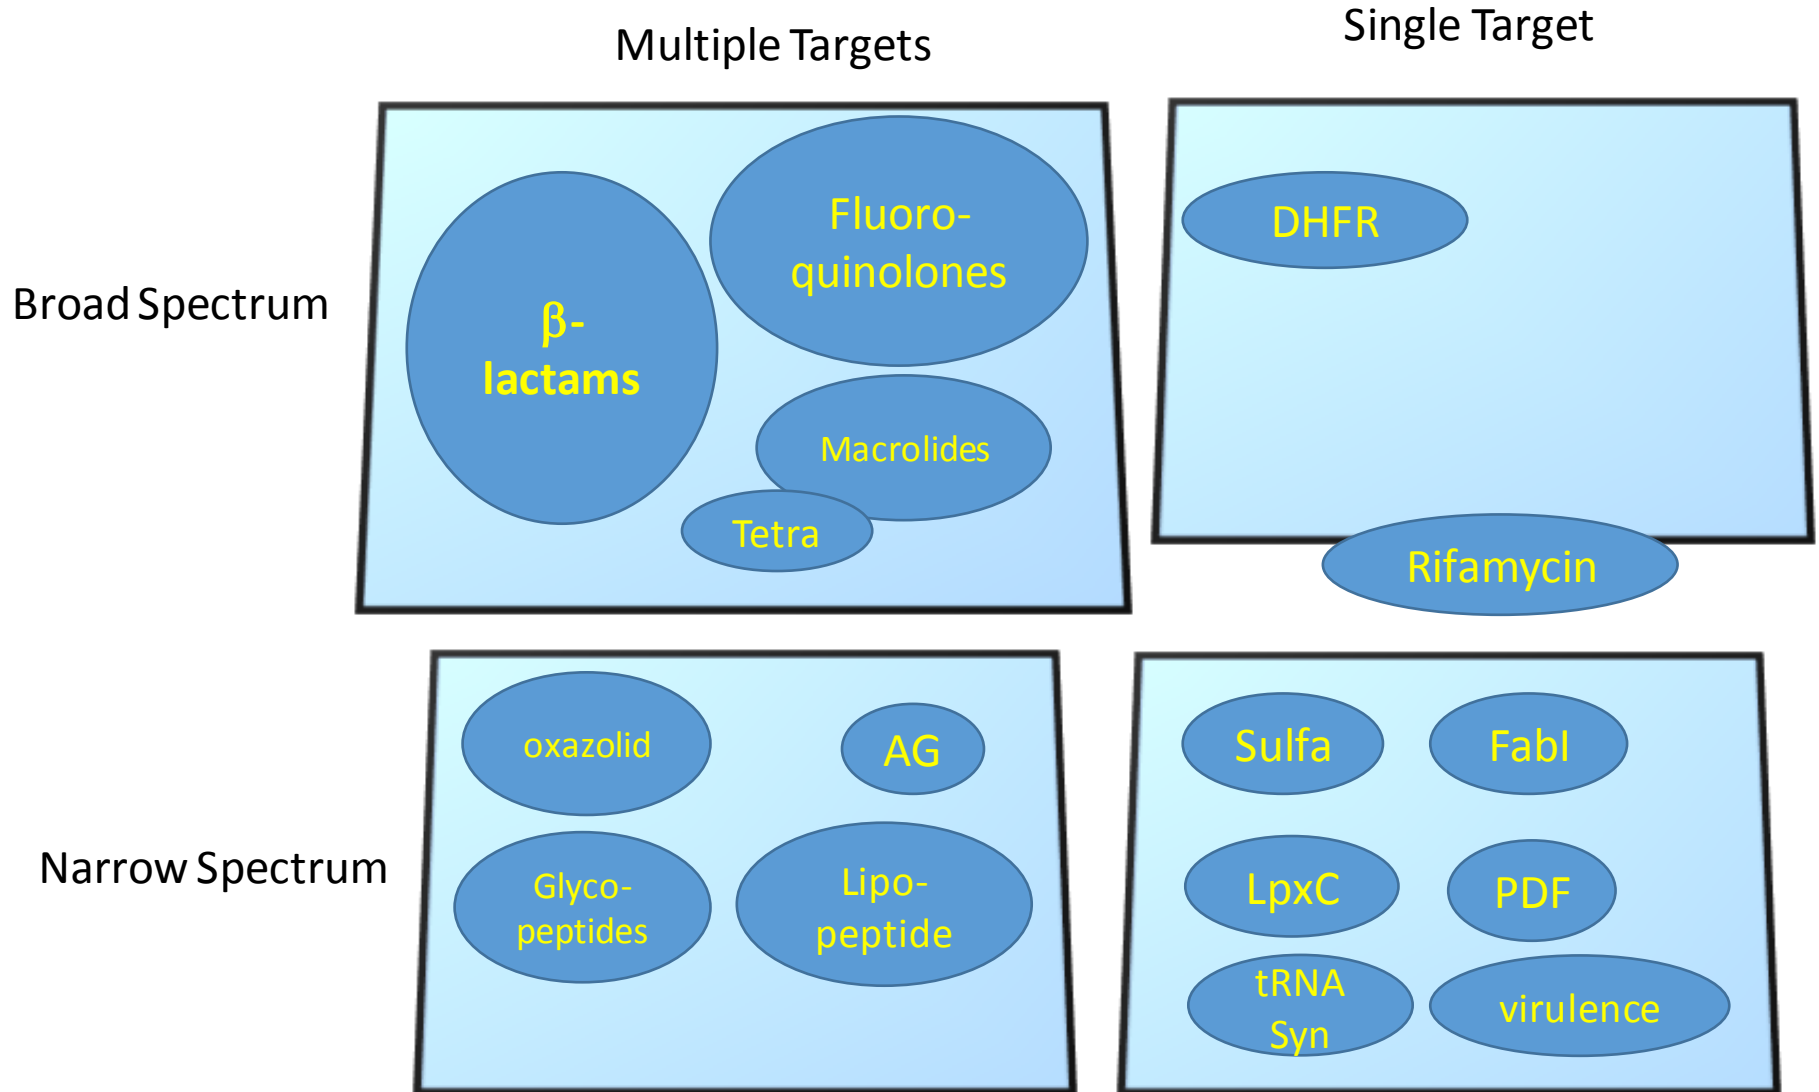 Multiple Targets
Single Target
Broad Spectrum
β-
lactams
Fluoro-
quinolones
Macrolides
Tetra
DHFR
Rifamycin
Narrow Spectrum
oxazolid
AG
Glyco-
peptides
Lipo-
peptide
Sulfa
FabI
LpxC
PDF
tRNA
Syn
virulence